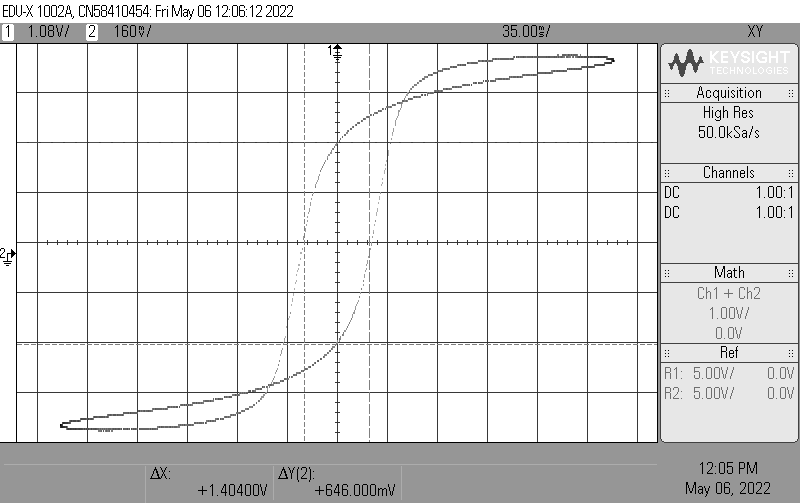 EDU-X 1002A, CN58410454: Fri May 06 12:06:12 2022
1 1.08V/ 2 160mV/ 35.00ms/ XY
1
2
KEYSIGHT
TECHNOLOGIES
Acquisition
High Res
50.0kSa/s
Channels
DC 1.00:1
DC 1.00:1
Math
Ch1 + Ch2
1.00V/
0.0V
Ref
R1: 5.00V/ 0.0V
R2: 5.00V/ 0.0V
ΔX:
+1.40400V
ΔY(2):
+646.000mV
12:05 PM
May 06, 2022